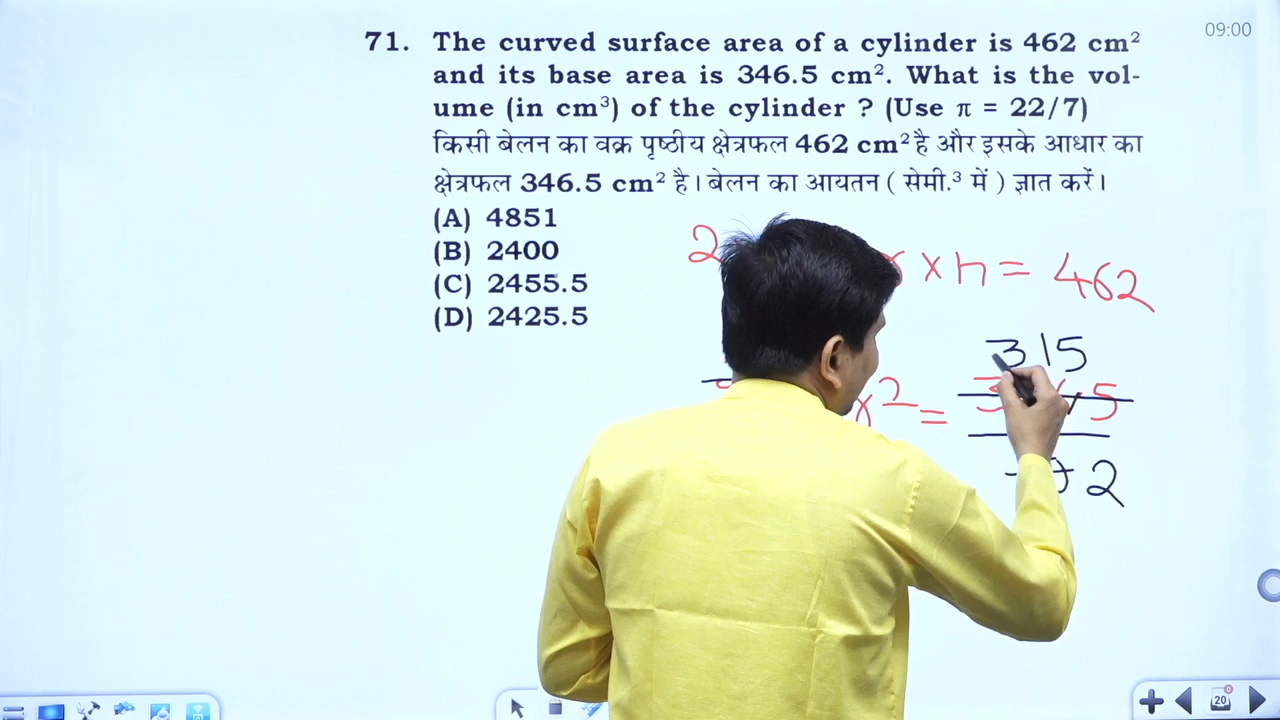 09:00
71. The curved surface area of a cylinder is 462 cm²
and its base area is 346.5 cm². What is the vol-
ume (in cm³) of the cylinder ? (Use π = 22/7)
किसी बेलन का वक्र पृष्ठीय क्षेत्रफल 462 cm² है और इसके आधार का
क्षेत्रफल 346.5 cm² है। बेलन का आयतन ( सेमी.³ में ) ज्ञात करें।
(A) 4851
(B) 2400
(C) 2455.5
(D) 2425.5
2 × h = 462
315
2 =
2
20